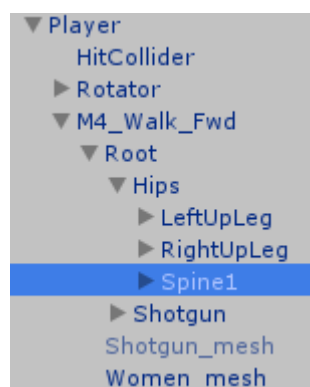 Player
HitCollider
Rotator
M4_Walk_Fwd
Root
Hips
LeftUpLeg
RightUpLeg
Spine1
Shotgun
Shotgun_mesh
Women_mesh